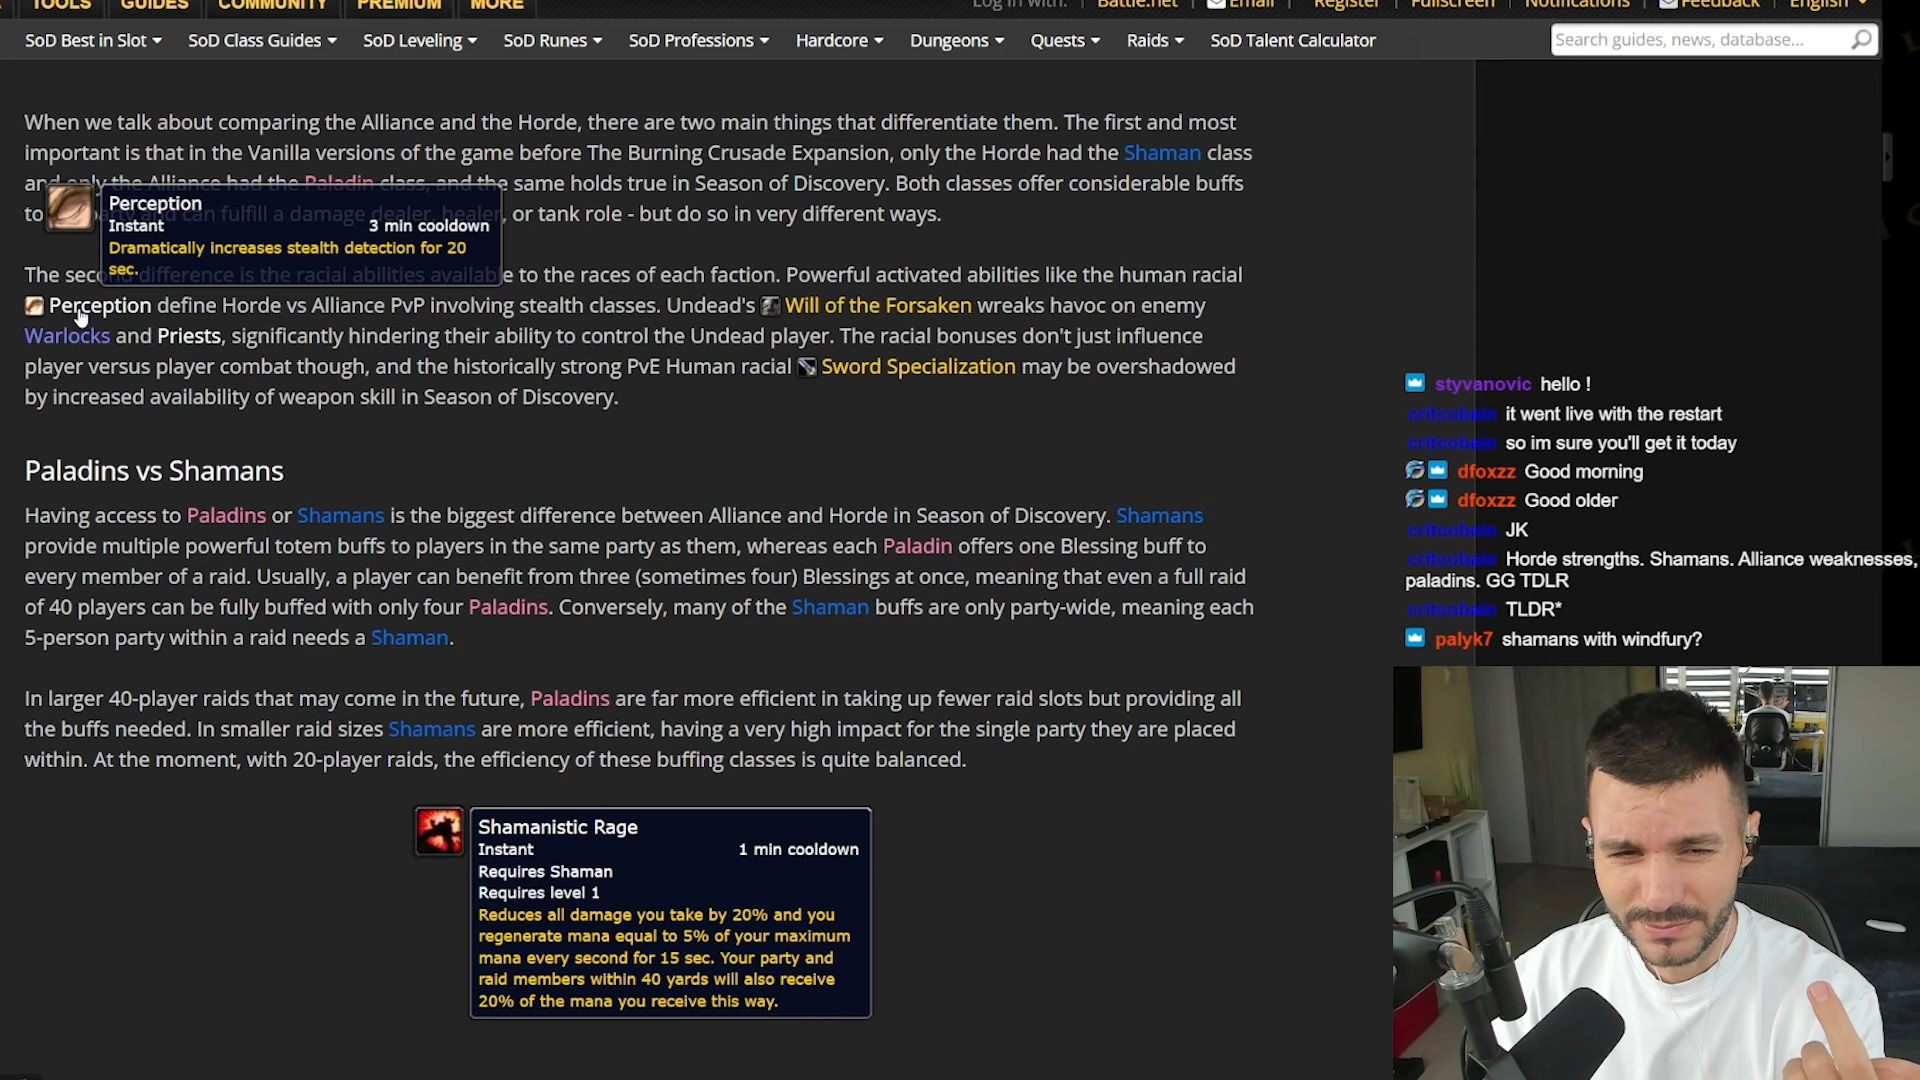 TOOLS GUIDES COMMUNITY PREMIUM MORE Log in with: Battle.net Email Register Fullscreen Notifications Feedback English
SoD Best in Slot SoD Class Guides SoD Leveling SoD Runes SoD Professions Hardcore Dungeons Quests Raids SoD Talent Calculator Search guides, news, database...
When we talk about comparing the Alliance and the Horde, there are two main things that differentiate them. The first and most
important is that in the Vanilla versions of the game before The Burning Crusade Expansion, only the Horde had the Shaman class
and only the Alliance had the Paladin class, and the same holds true in Season of Discovery. Both classes offer considerable buffs
to party and can fulfill a damage dealer, healer, or tank role - but do so in very different ways.
Perception
Instant 3 min cooldown
Dramatically increases stealth detection for 20
sec.
The second difference is the racial abilities available to the races of each faction. Powerful activated abilities like the human racial
Perception define Horde vs Alliance PvP involving stealth classes. Undead's Will of the Forsaken wreaks havoc on enemy
Warlocks and Priests, significantly hindering their ability to control the Undead player. The racial bonuses don't just influence
player versus player combat though, and the historically strong PvE Human racial Sword Specialization may be overshadowed
by increased availability of weapon skill in Season of Discovery.
Paladins vs Shamans
Having access to Paladins or Shamans is the biggest difference between Alliance and Horde in Season of Discovery. Shamans
provide multiple powerful totem buffs to players in the same party as them, whereas each Paladin offers one Blessing buff to
every member of a raid. Usually, a player can benefit from three (sometimes four) Blessings at once, meaning that even a full raid
of 40 players can be fully buffed with only four Paladins. Conversely, many of the Shaman buffs are only party-wide, meaning each
5-person party within a raid needs a Shaman.
In larger 40-player raids that may come in the future, Paladins are far more efficient in taking up fewer raid slots but providing all
the buffs needed. In smaller raid sizes Shamans are more efficient, having a very high impact for the single party they are placed
within. At the moment, with 20-player raids, the efficiency of these buffing classes is quite balanced.
Shamanistic Rage
Instant 1 min cooldown
Requires Shaman
Requires level 1
Reduces all damage you take by 20% and you
regenerate mana equal to 5% of your maximum
mana every second for 15 sec. Your party and
raid members within 40 yards will also receive
20% of the mana you receive this way.
styvanovic hello !
critcobain it went live with the restart
critcobain so im sure you'll get it today
dfoxzz Good morning
dfoxzz Good older
critcobain JK
critcobain Horde strengths. Shamans. Alliance weaknesses,
paladins. GG TDLR
critcobain TLDR*
palyk7 shamans with windfury?